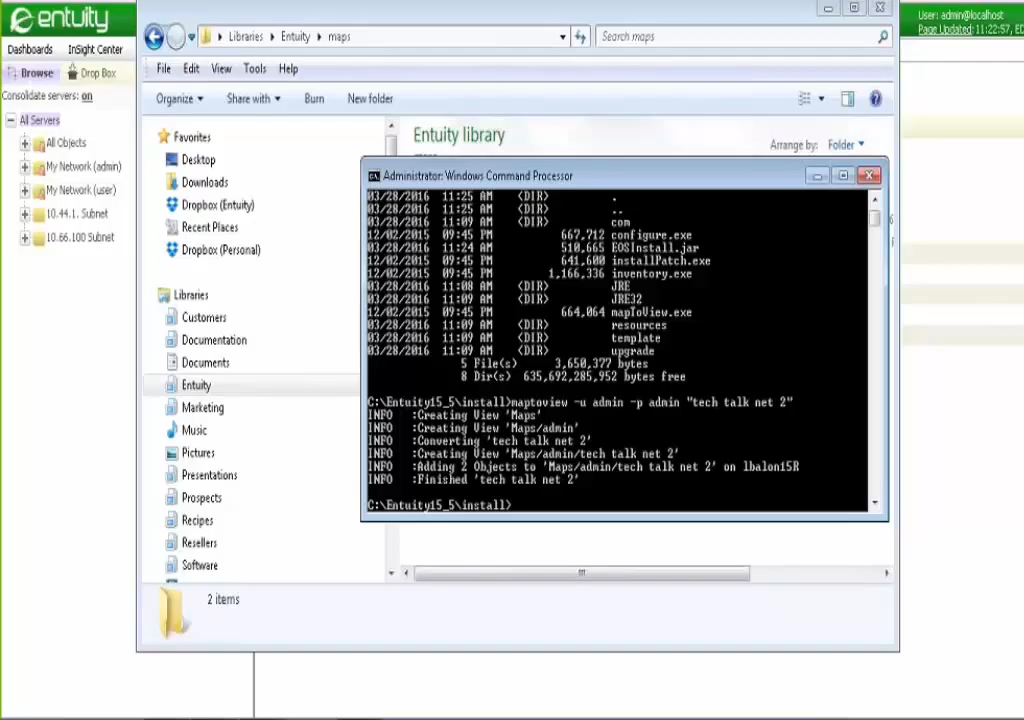 entuity
User: admin@localhost
Page Updated: 11:22:57, ED
Dashboards InSight Center
Browse Drop Box
Consolidate servers: on
All Servers
All Objects
My Network (admin)
My Network (user)
10.44.1. Subnet
10.66.100 Subnet
Libraries Entuity maps
Search maps
File Edit View Tools Help
Organize Share with Burn New folder
Favorites
Desktop
Downloads
Dropbox (Entuity)
Recent Places
Dropbox (Personal)
Libraries
Customers
Documentation
Documents
Entuity
Marketing
Music
Pictures
Presentations
Prospects
Recipes
Resellers
Software
Entuity library
Arrange by: Folder
Administrator: Windows Command Processor
03/28/2016 11:25 AM <DIR> .
03/28/2016 11:25 AM <DIR> ..
03/28/2016 11:09 AM <DIR> com
12/02/2015 09:45 PM 667,712 configure.exe
03/28/2016 11:24 AM 510,665 EOSInstall.jar
12/02/2015 09:45 PM 641,600 installPatch.exe
12/02/2015 09:45 PM 1,166,336 inventory.exe
03/28/2016 11:08 AM <DIR> JRE
03/28/2016 11:09 AM <DIR> JRE32
12/02/2015 09:45 PM 664,064 mapToView.exe
03/28/2016 11:09 AM <DIR> resources
03/28/2016 11:09 AM <DIR> template
03/28/2016 11:09 AM <DIR> upgrade
5 File(s) 3,650,377 bytes
8 Dir(s) 635,692,285,952 bytes free
C:\Entuity15_5\install>maptoview -u admin -p admin "tech talk net 2"
INFO :Creating View 'Maps'
INFO :Creating View 'Maps/admin'
INFO :Converting 'tech talk net 2'
INFO :Creating View 'Maps/admin/tech talk net 2'
INFO :Adding 2 Objects to 'Maps/admin/tech talk net 2' on lbalon15R
INFO :Finished 'tech talk net 2'
C:\Entuity15_5\install>
2 items